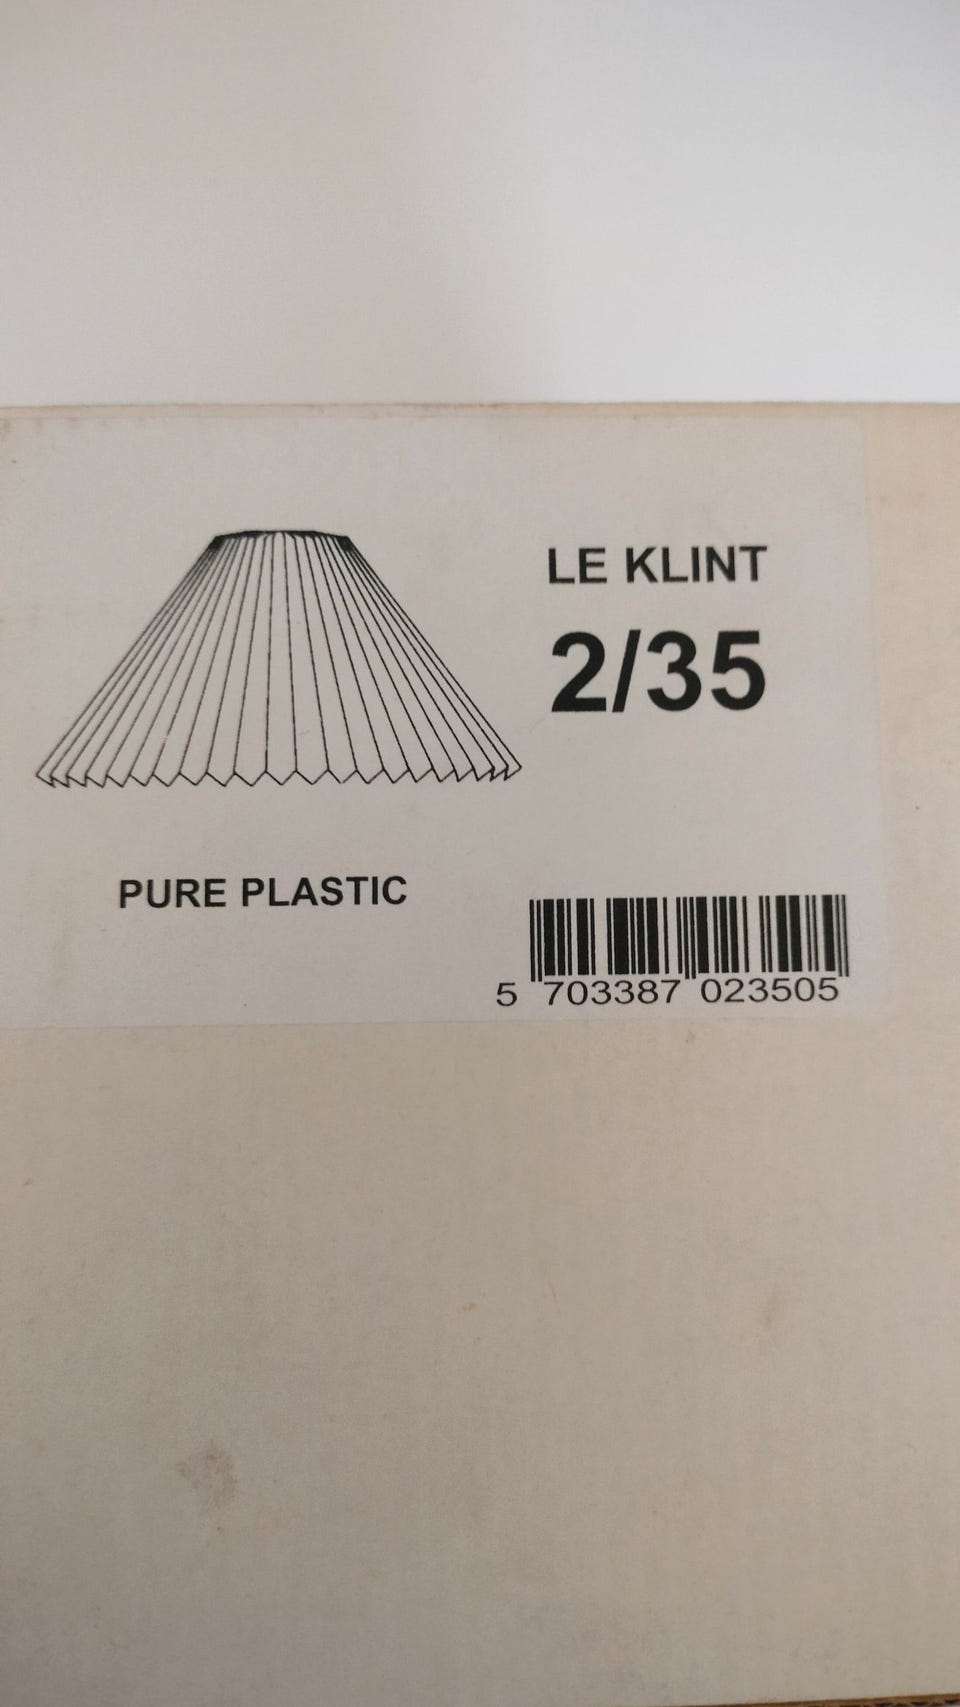 LE KLINT
2/35
PURE PLASTIC
5 703387 023505